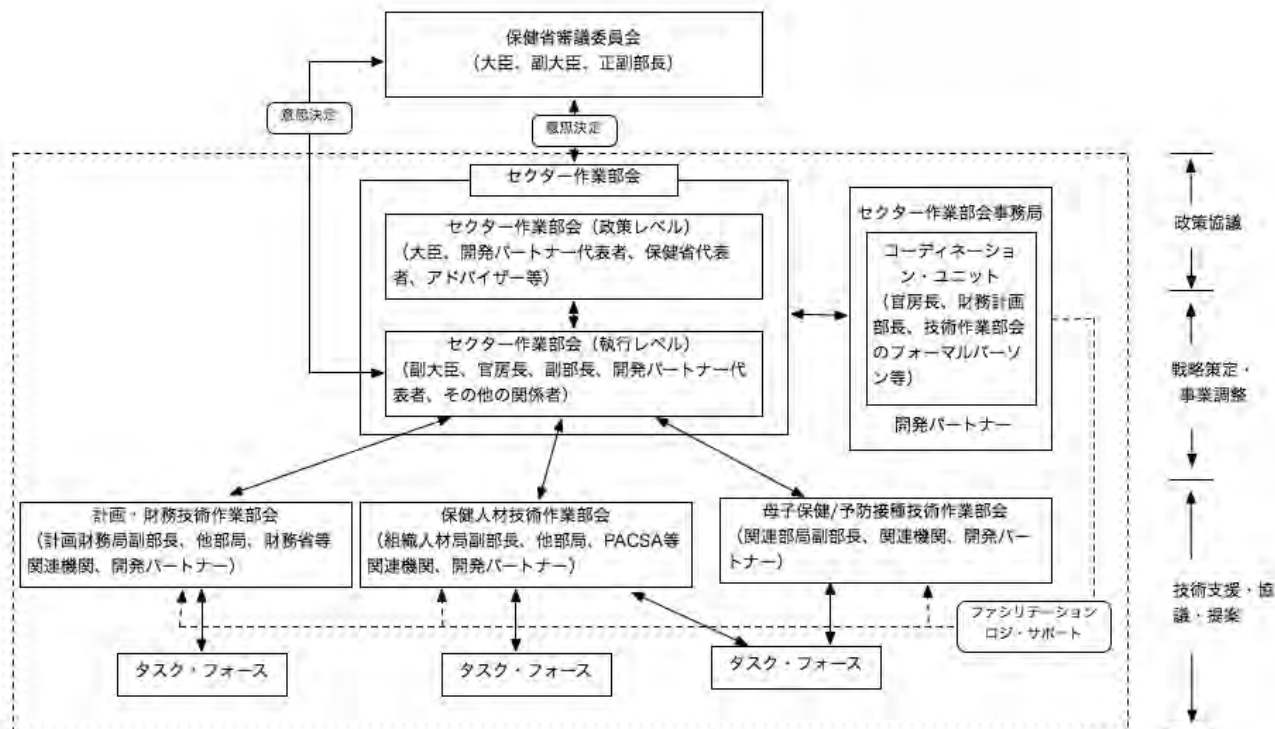 保健省審議委員会
（大臣、副大臣、正副部長）
意思決定
意思決定
セクター作業部会
セクター作業部会（政策レベル）
（大臣、開発パートナー代表者、保健省代表
者、アドバイザー等）
セクター作業部会（執行レベル）
（副大臣、官房長、副部長、開発パートナー代
表者、その他の関係者）
セクター作業部会事務局
コーディネーショ
ン・ユニット
（官房長、財務計画
部長、技術作業部会
のフォーマルパーソ
ン等）
開発パートナー
政策協議
戦略策定・
事業調整
計画・財務技術作業部会
（計画財務局副部長、他部局、財務省等
関連機関、開発パートナー）
保健人材技術作業部会
（組織人材局副部長、他部局、PACSA等
関連機関、開発パートナー）
母子保健/予防接種技術作業部会
（関連部局副部長、関連機関、開発パー
トナー）
ファシリテーション
ロジ・サポート
技術支援・協
議・提案
タスク・フォース
タスク・フォース
タスク・フォース